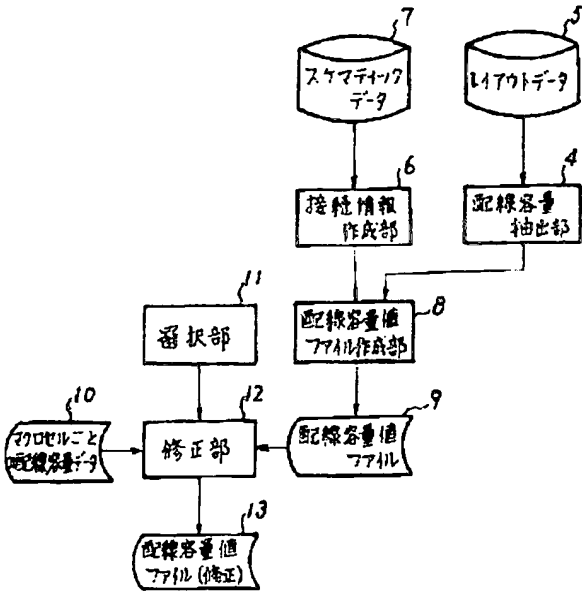 7
5
スケマティック
データ
レイアウトデータ
6
4
接続情報
作成部
配線容量
抽出部
11
選択部
8
配線容量値
ファイル作成部
10
12
9
マクロセルごと
の配線容量データ
修正部
配線容量値
ファイル
13
配線容量値
ファイル(修正)